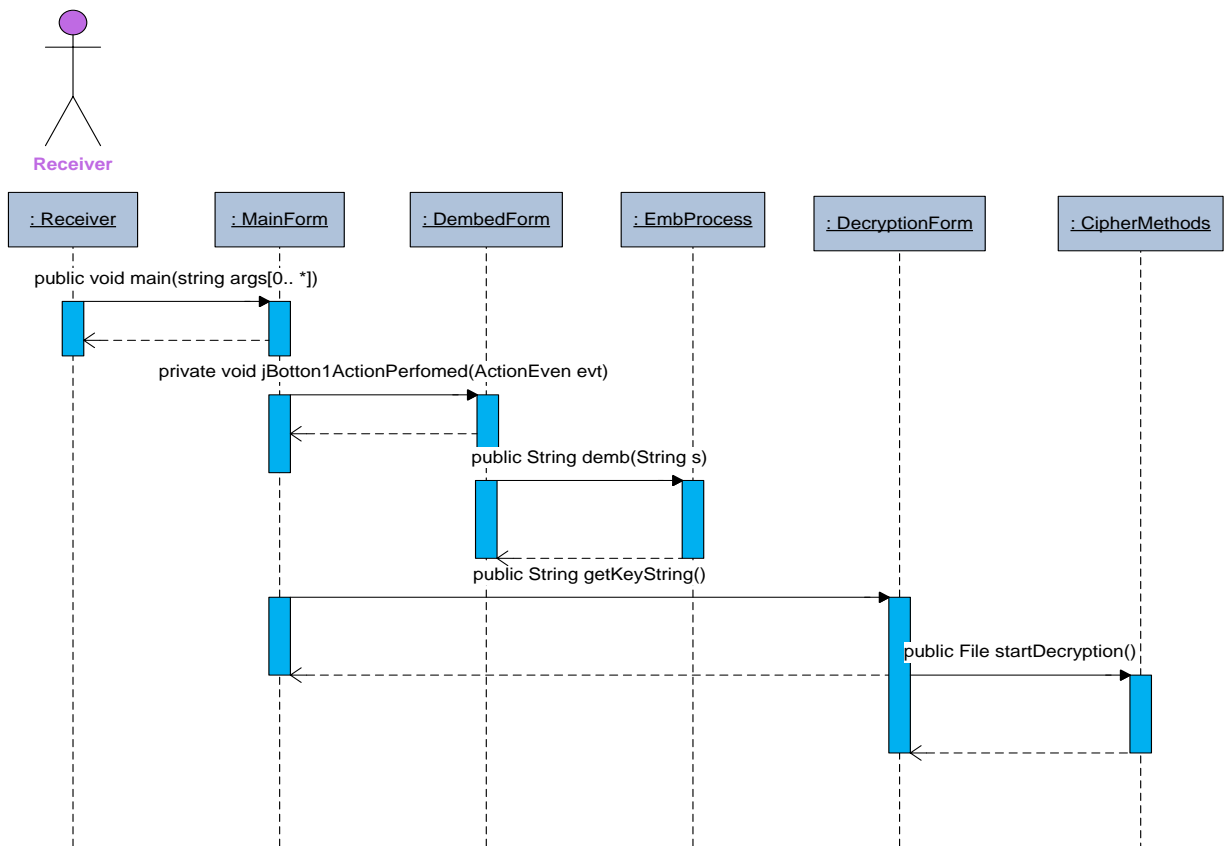 Receiver
: Receiver
: MainForm
: DembedForm
: EmbProcess
: DecryptionForm
: CipherMethods
public void main(string args[0.. *])
private void jBotton1ActionPerfomed(ActionEven evt)
public String demb(String s)
public String getKeyString()
public File startDecryption()